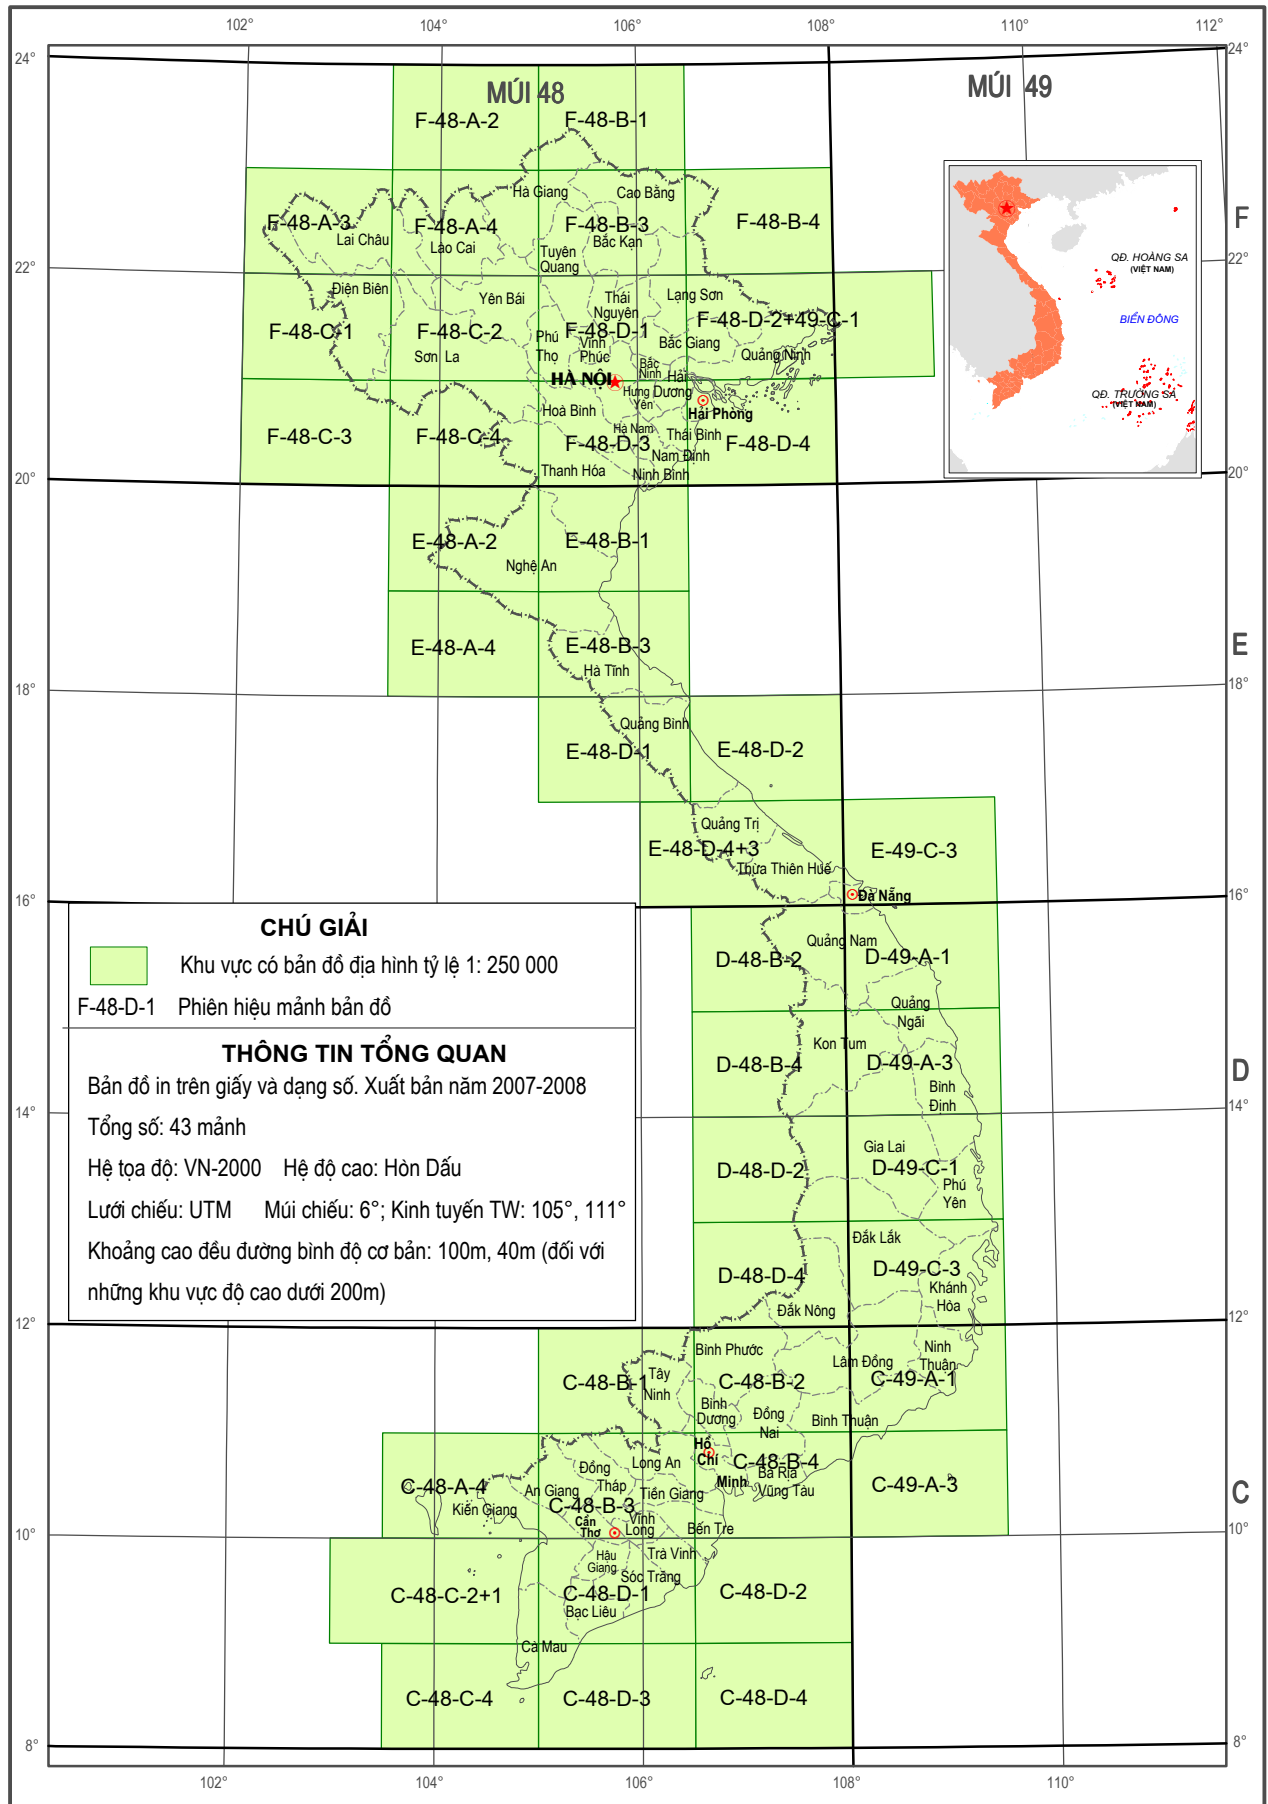 102°
104°
106°
108°
110°
112°
24°
24°
MÚI 48
MÚI 49
F-48-A-2
F-48-B-1
Hà Giang
Cao Bằng
F-48-A-3
F-48-A-4
F-48-B-3
F-48-B-4
F
Lai Châu
Lào Cai
Bắc Kạn
Tuyên
Quang
22°
22°
QĐ. HOÀNG SA
(VIỆT NAM)
BIỂN ĐÔNG
QĐ. TRƯỜNG SA
(VIỆT NAM)
Điện Biên
Yên Bái
Thái
Nguyên
Lạng Sơn
F-48-C-1
F-48-C-2
F-48-D-1
F-48-D-2+49-C-1
Phú
Thọ
Vĩnh
Phúc
Bắc Giang
Quảng Ninh
Sơn La
Bắc
Ninh
HÀ NỘI
Hải
Dương
Hưng
Yên
Hải Phòng
Hoà Bình
Hà Nam
Thái Bình
F-48-C-3
F-48-C-4
F-48-D-3
F-48-D-4
Nam Định
Thanh Hóa
Ninh Bình
20°
20°
E-48-A-2
E-48-B-1
Nghệ An
E-48-A-4
E-48-B-3
E
Hà Tĩnh
18°
18°
Quảng Bình
E-48-D-1
E-48-D-2
Quảng Trị
E-48-D-4+3
E-49-C-3
Thừa Thiên Huế
16°
16°
Đà Nẵng
Quảng Nam
D-48-B-2
D-49-A-1
Quảng
Ngãi
Kon Tum
D-48-B-4
D-49-A-3
D
Bình
Định
14°
14°
Gia Lai
D-48-D-2
D-49-C-1
Phú
Yên
Đắk Lắk
D-48-D-4
D-49-C-3
Khánh
Hòa
Đắk Nông
12°
12°
CHÚ GIẢI
Khu vực có bản đồ địa hình tỷ lệ 1: 250 000
F-48-D-1 Phiên hiệu mảnh bản đồ
THÔNG TIN TỔNG QUAN
Bản đồ in trên giấy và dạng số. Xuất bản năm 2007-2008
Tổng số: 43 mảnh
Hệ tọa độ: VN-2000 Hệ độ cao: Hòn Dấu
Lưới chiếu: UTM Múi chiếu: 6°; Kinh tuyến TW: 105°, 111°
Khoảng cao đều đường bình độ cơ bản: 100m, 40m (đối với
những khu vực độ cao dưới 200m)
Bình Phước
Lâm Đồng
Ninh
Thuận
Tây
Ninh
C-48-B-1
C-48-B-2
C-49-A-1
Bình
Dương
Đồng
Nai
Bình Thuận
Hồ
Chí
Minh
Long An
C-48-B-4
Bà Rịa
Vũng Tàu
Đồng
Tháp
C-48-A-4
An Giang
C-48-B-3
Tiền Giang
C-49-A-3
C
Kiến Giang
Cần
Thơ
Vĩnh
Long
Bến Tre
10°
10°
Hậu
Giang
Trà Vinh
Sóc Trăng
C-48-C-2+1
C-48-D-1
C-48-D-2
Bạc Liêu
Cà Mau
C-48-C-4
C-48-D-3
C-48-D-4
8°
8°
102°
104°
106°
108°
110°